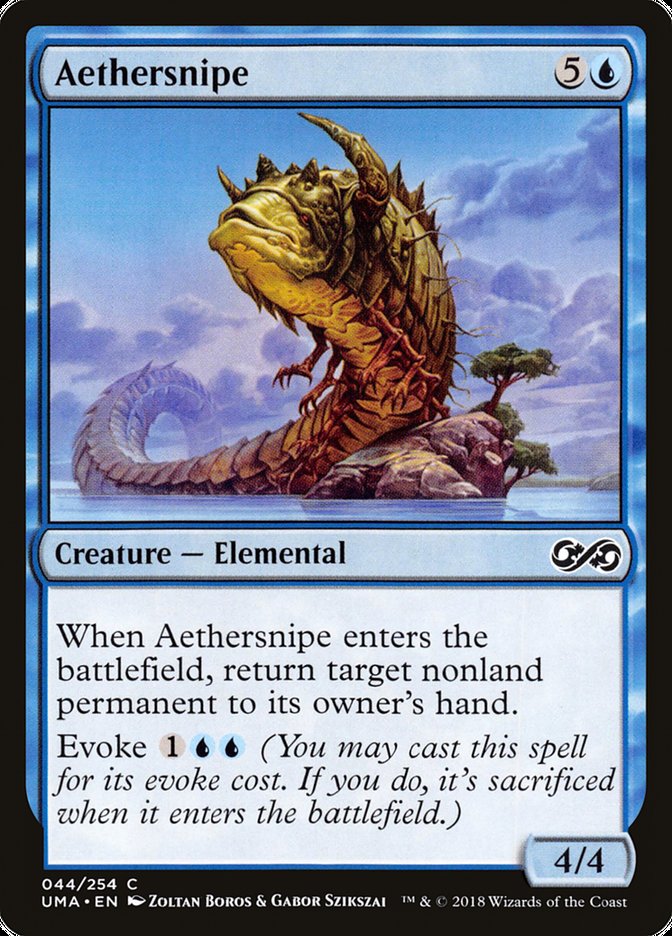 Aethersnipe 5
Creature — Elemental
When Aethersnipe enters the
battlefield, return target nonland
permanent to its owner's hand.
Evoke 1 (You may cast this spell
for its evoke cost. If you do, it's sacrificed
when it enters the battlefield.)
4/4
044/254 C
UMA • EN Zoltan Boros & Gabor Szikszai ™ & © 2018 Wizards of the Coast